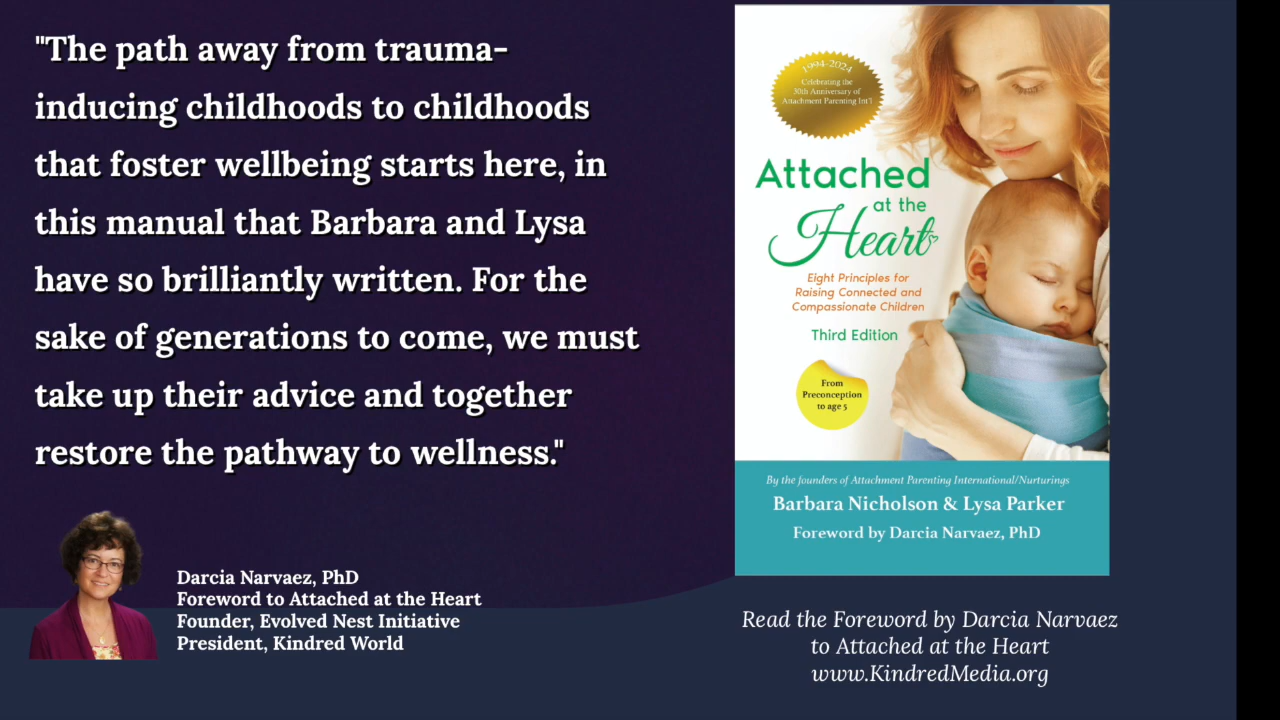 "The path away from trauma-
inducing childhoods to childhoods
that foster wellbeing starts here, in
this manual that Barbara and Lysa
have so brilliantly written. For the
sake of generations to come, we must
take up their advice and together
restore the pathway to wellness."
Darcia Narvaez, PhD
Foreword to Attached at the Heart
Founder, Evolved Nest Initiative
President, Kindred World
1994-2024
Celebrating the
30th Anniversary of
Attachment Parenting Int'l
Attached
at the
Heart
Eight Principles for
Raising Connected and
Compassionate Children
Third Edition
From
Preconception
to age 5
By the founders of Attachment Parenting International/Nurturings
Barbara Nicholson & Lysa Parker
Foreword by Darcia Narvaez, PhD
Read the Foreword by Darcia Narvaez
to Attached at the Heart
www.KindredMedia.org